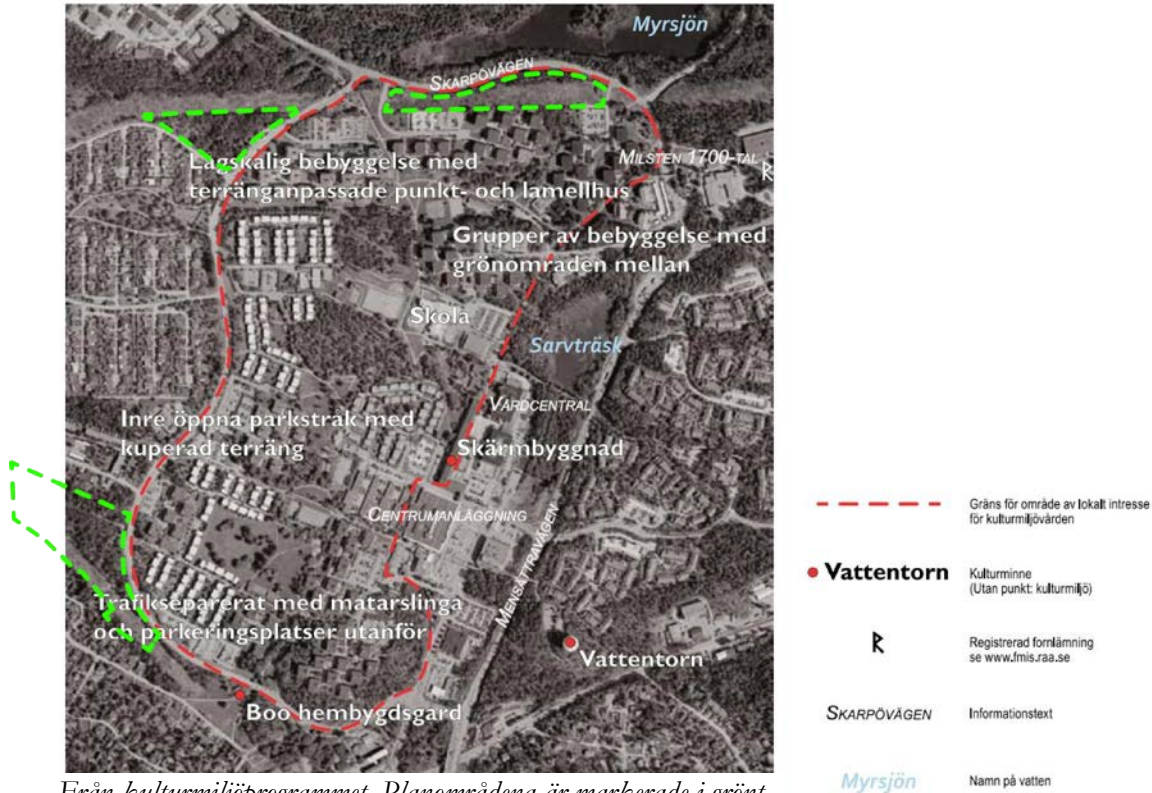 Myrsjön
SKARPÖVÄGEN
MILSTEN 1700-TAL
Lågskalig bebyggelse med
terränganpassade punkt- och lamellhus
Grupper av bebyggelse med
grönområden mellan
Skola
Sarvträsk
VÅRDCENTRAL
Inre öppna parkstråk med
kuperad terräng
Skärmbyggnad
CENTRUMANLÄGGNING
MENSÄTTRAVÄGEN
Trafikseparerat med matarslinga
och parkeringsplatser utanför
Vattentorn
Boo hembygdsgård
Från kulturmiljöprogrammet. Planområdena är markerade i grönt
Gräns för område av lokalt intresse
för kulturmiljövården
Vattentorn
Kulturminne
(Utan punkt: kulturmiljö)
Registrerad fornlämning
se www.fmis.raa.se
SKARPÖVÄGEN
Informationstext
Myrsjön
Namn på vatten